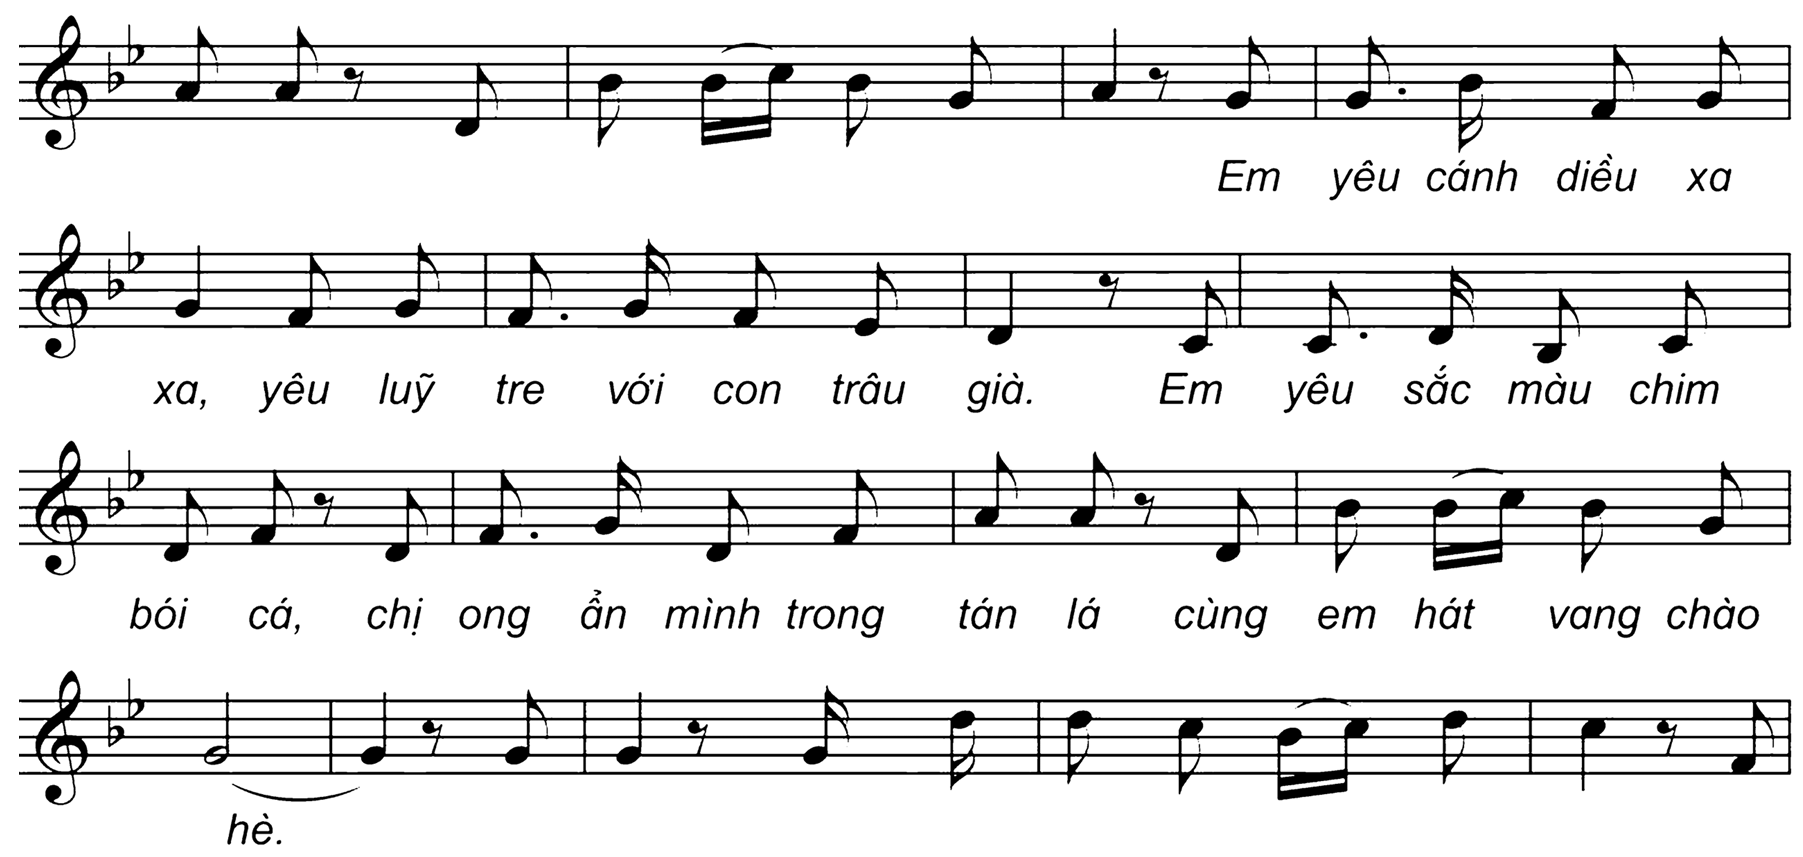 Em yêu cánh diều xa
xa, yêu luỹ tre với con trâu già. Em yêu sắc màu chim
bói cá, chị ong ẩn mình trong tán lá cùng em hát vang chào
hè.